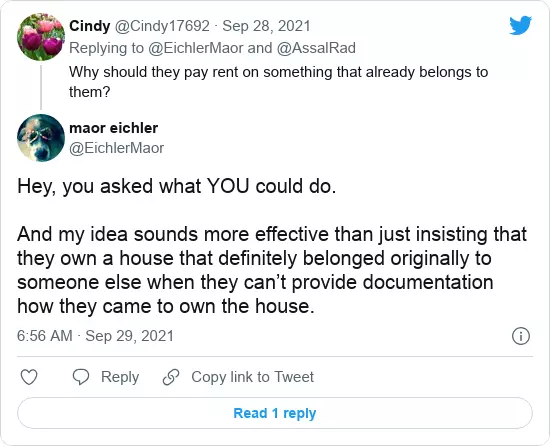 Cindy @Cindy17692 · Sep 28, 2021
Replying to @EichlerMaor and @AssalRad
Why should they pay rent on something that already belongs to
them?
maor eichler
@EichlerMaor
Hey, you asked what YOU could do.
And my idea sounds more effective than just insisting that
they own a house that definitely belonged originally to
someone else when they can’t provide documentation
how they came to own the house.
6:56 AM · Sep 29, 2021
Reply Copy link to Tweet
Read 1 reply